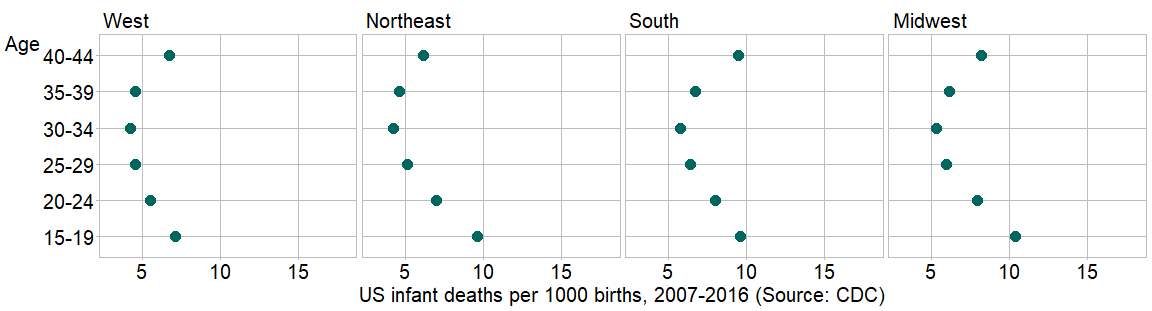 West Northeast South Midwest
Age
40-44
35-39
30-34
25-29
20-24
15-19
5 10 15 5 10 15 5 10 15 5 10 15
US infant deaths per 1000 births, 2007-2016 (Source: CDC)